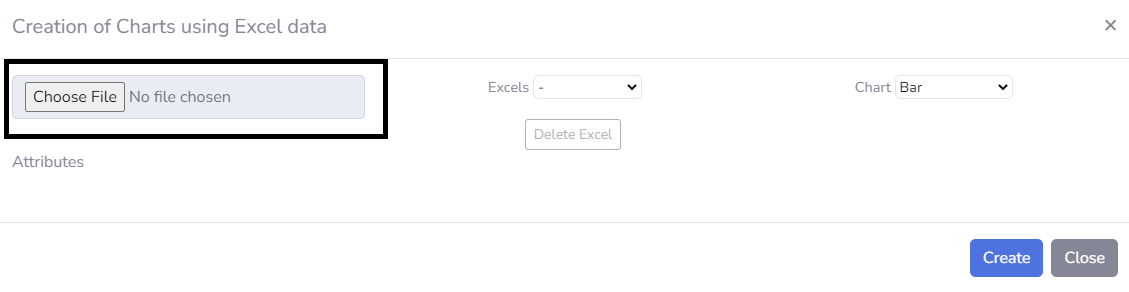 Creation of Charts using Excel data ×
Choose File No file chosen Excels - Chart Bar
Delete Excel
Attributes
Create Close